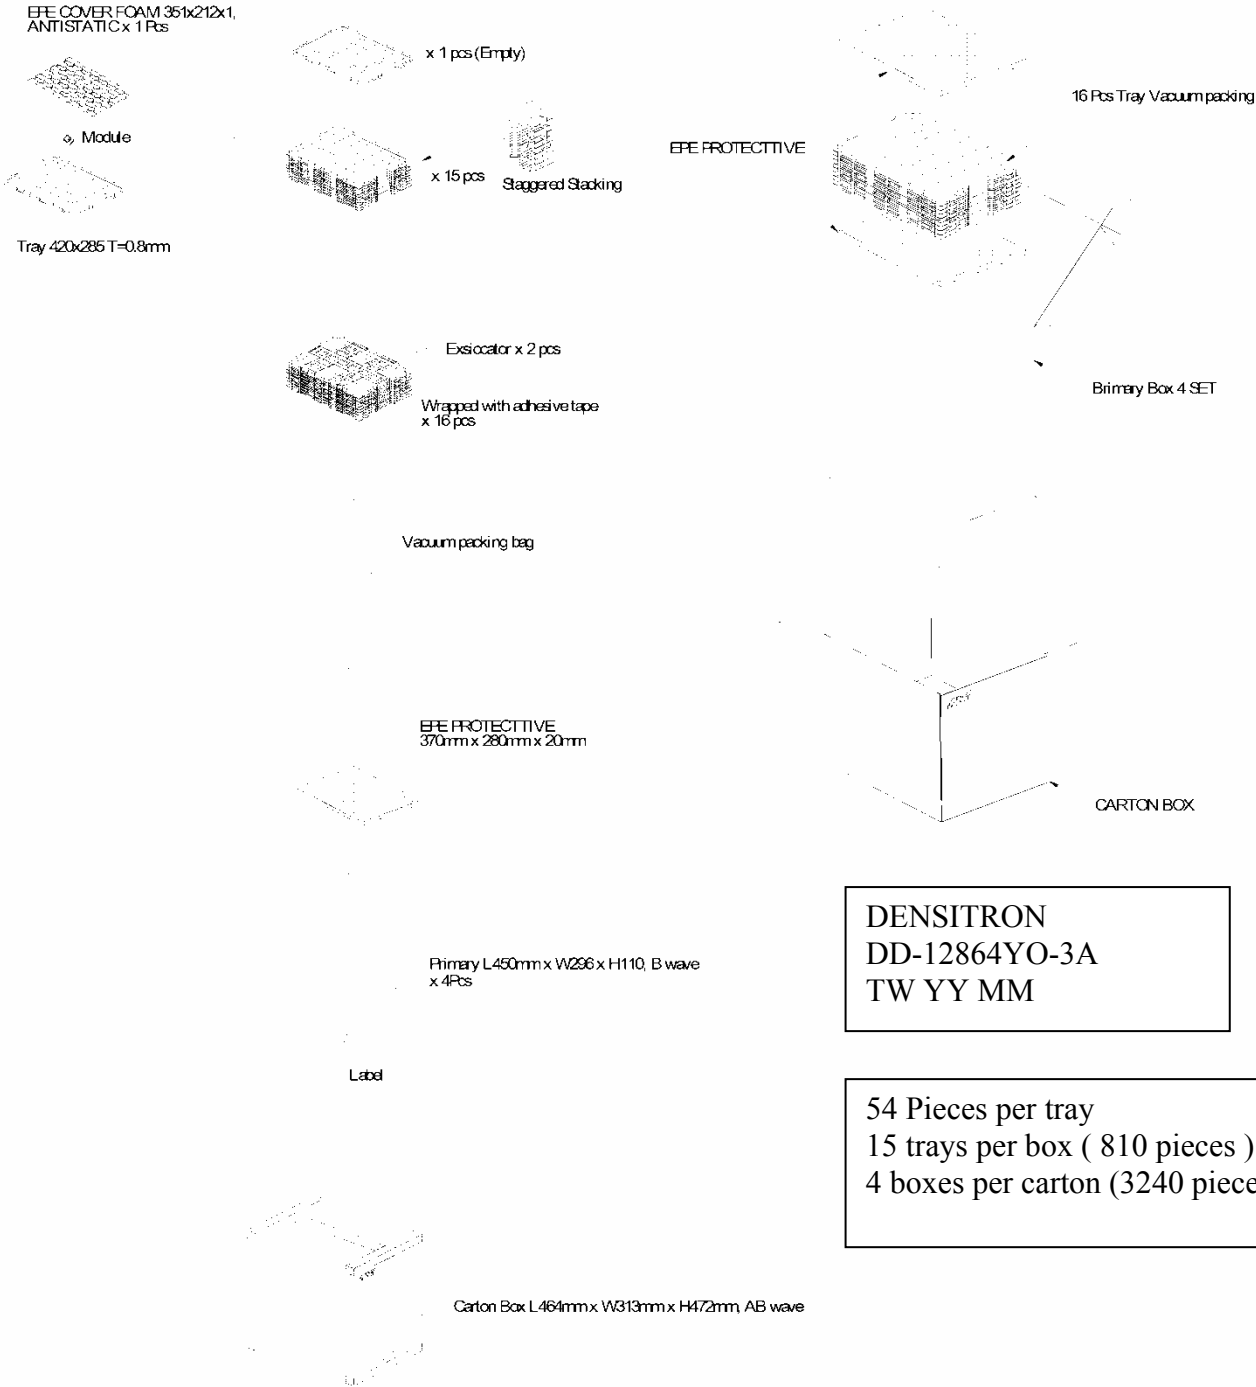 EPE COVER FOAM 351x212x1,
ANTISTATIC x 1 Pcs
Module
Tray 420x285 T=0.8mm
x 1 pcs (Empty)
x 15 pcs
Staggered Stacking
Exsiccator x 2 pcs
Wrapped with adhesive tape
x 16 pcs
Vacuum packing bag
EPE PROTECTTIVE
370mm x 280mm x 20mm
Primary L450mm x W296 x H110, B wave
x 4Pcs
Label
Carton Box L464mm x W313mm x H472mm, AB wave
16 Pcs Tray Vacuum packing
EPE PROTECTTIVE
Brimary Box 4 SET
CARTON BOX
DENSITRON
DD-12864YO-3A
TW YY MM
54 Pieces per tray
15 trays per box ( 810 pieces )
4 boxes per carton (3240 piece